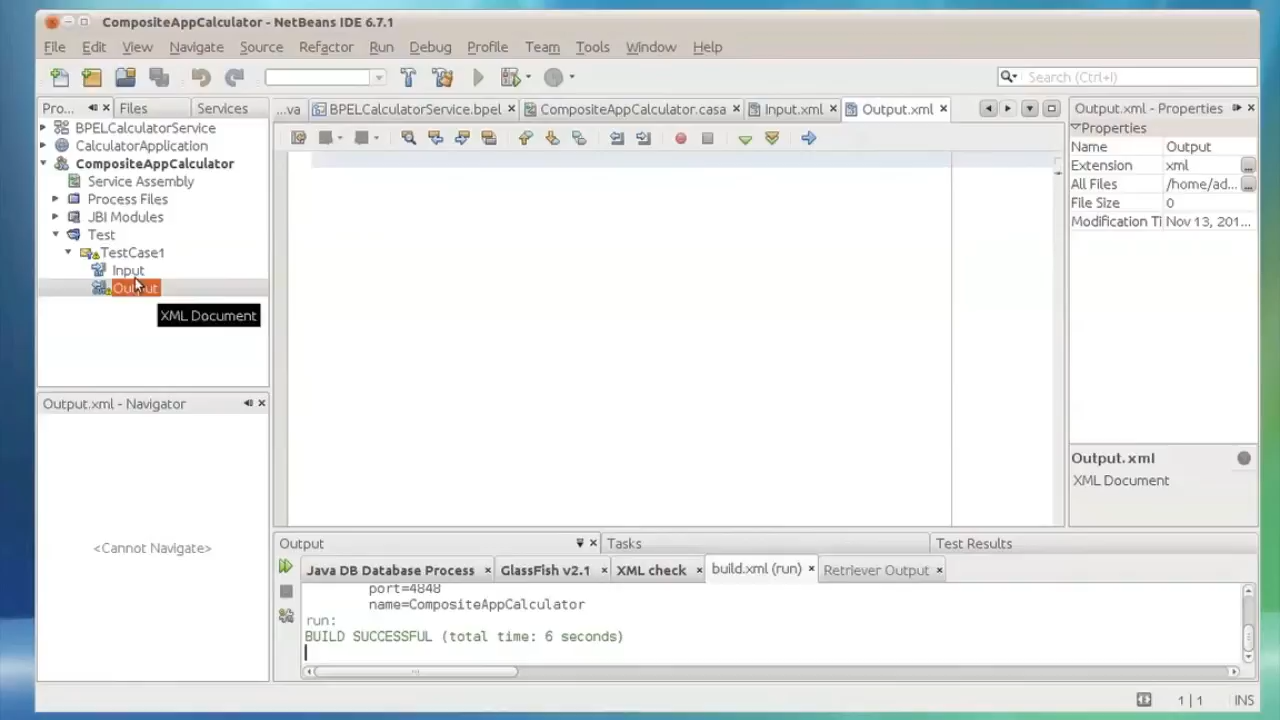 CompositeAppCalculator - NetBeans IDE 6.7.1
File Edit View Navigate Source Refactor Run Debug Profile Team Tools Window Help
Search (Ctrl+I)
Pro... Files Services
...va BPELCalculatorService.bpel CompositeAppCalculator.casa Input.xml Output.xml
Output.xml - Properties
BPELCalculatorService
CalculatorApplication
CompositeAppCalculator
Service Assembly
Process Files
JBI Modules
Test
TestCase1
Input
Output
XML Document
Properties
Name Output
Extension xml
All Files /home/ad...
File Size 0
Modification Ti Nov 13, 201...
Output.xml
XML Document
Output.xml - Navigator
<Cannot Navigate>
Output Tasks Test Results
Java DB Database Process GlassFish v2.1 XML check build.xml (run) Retriever Output
port=4848
name=CompositeAppCalculator
run:
BUILD SUCCESSFUL (total time: 6 seconds)
1 | 1 INS